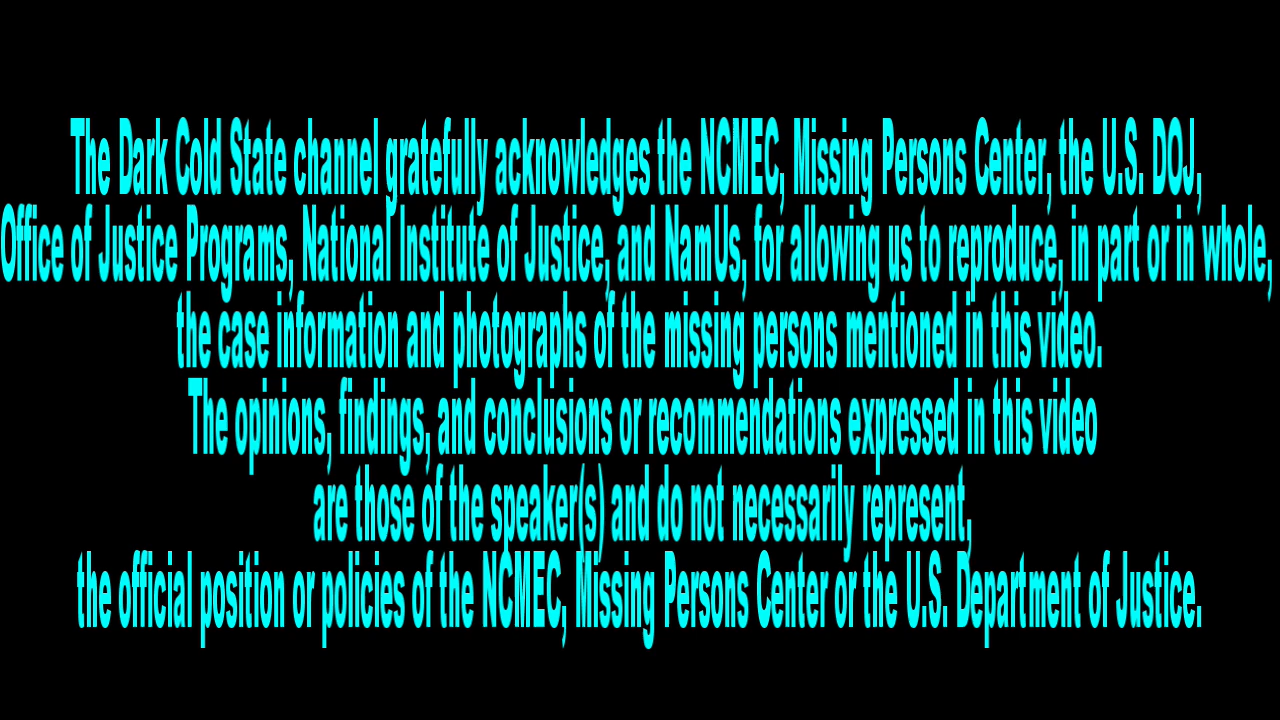 The Dark Cold State channel gratefully acknowledges the NCMEC, Missing Persons Center, the U.S. DOJ,
Office of Justice Programs, National Institute of Justice, and NamUs, for allowing us to reproduce, in part or in whole,
the case information and photographs of the missing persons mentioned in this video.
The opinions, findings, and conclusions or recommendations expressed in this video
are those of the speaker(s) and do not necessarily represent,
the official position or policies of the NCMEC, Missing Persons Center or the U.S. Department of Justice.